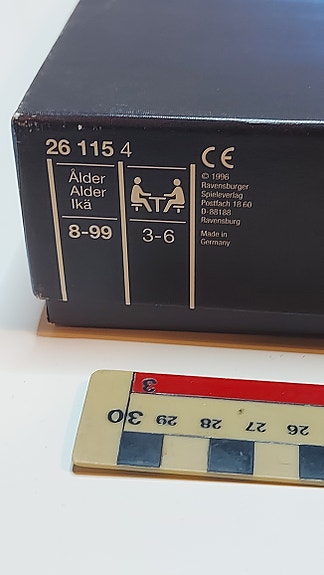 26 115 4
Ålder
Alder
Ikä
8-99
3-6
CE
© 1996
Ravensburger
Spieleverlag
Postfach 18 60
D-88188
Ravensburg
Made in
Germany
3
30 29 28 27 26